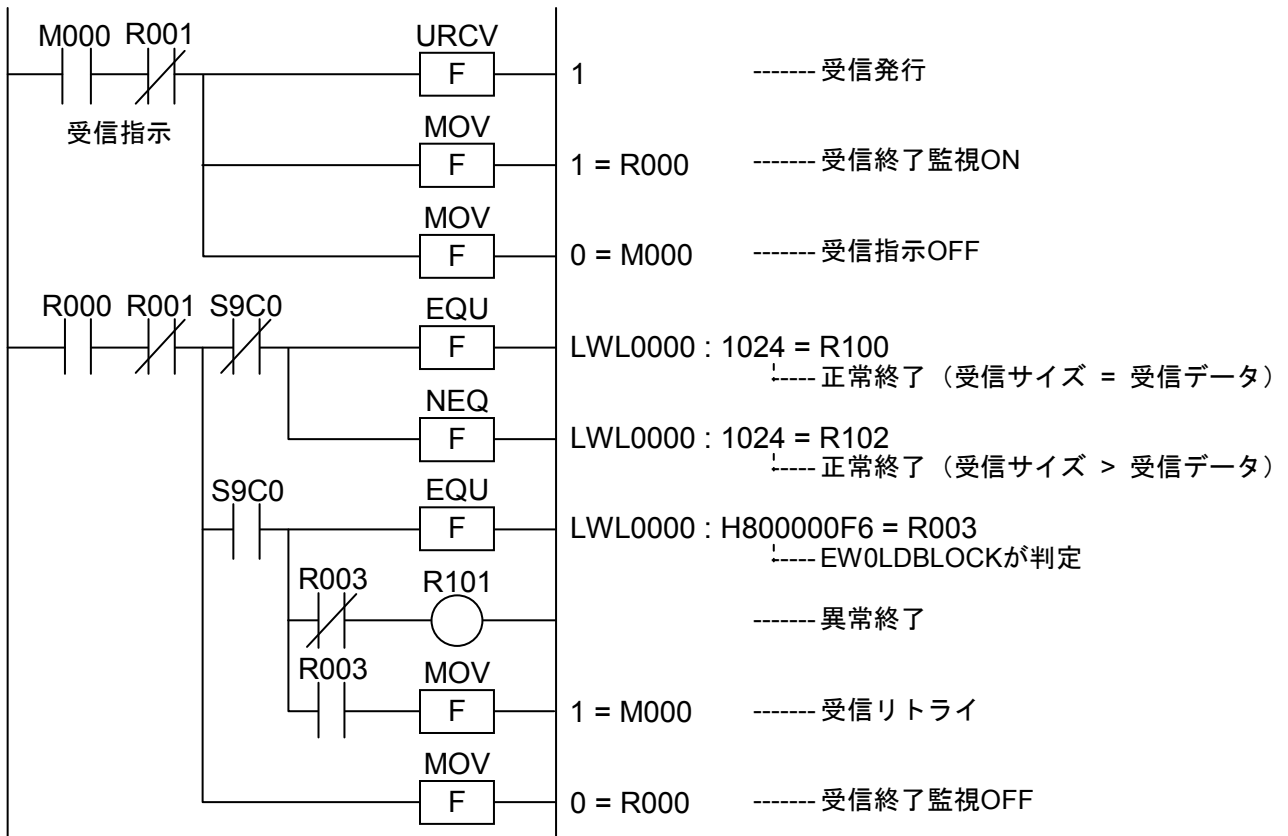 M000 R001 URCV
F 1 ------- 受信発行
受信指示
MOV
F 1 = R000 ------- 受信終了監視ON
MOV
F 0 = M000 ------- 受信指示OFF
R000 R001 S9C0 EQU
F LWL0000 : 1024 = R100
----- 正常終了（受信サイズ = 受信データ）
NEQ
F LWL0000 : 1024 = R102
----- 正常終了（受信サイズ > 受信データ）
S9C0 EQU
F LWL0000 : H800000F6 = R003
----- EW0LDBLOCKが判定
R003 R101
------- 異常終了
R003 MOV
F 1 = M000 ------- 受信リトライ
MOV
F 0 = R000 ------- 受信終了監視OFF